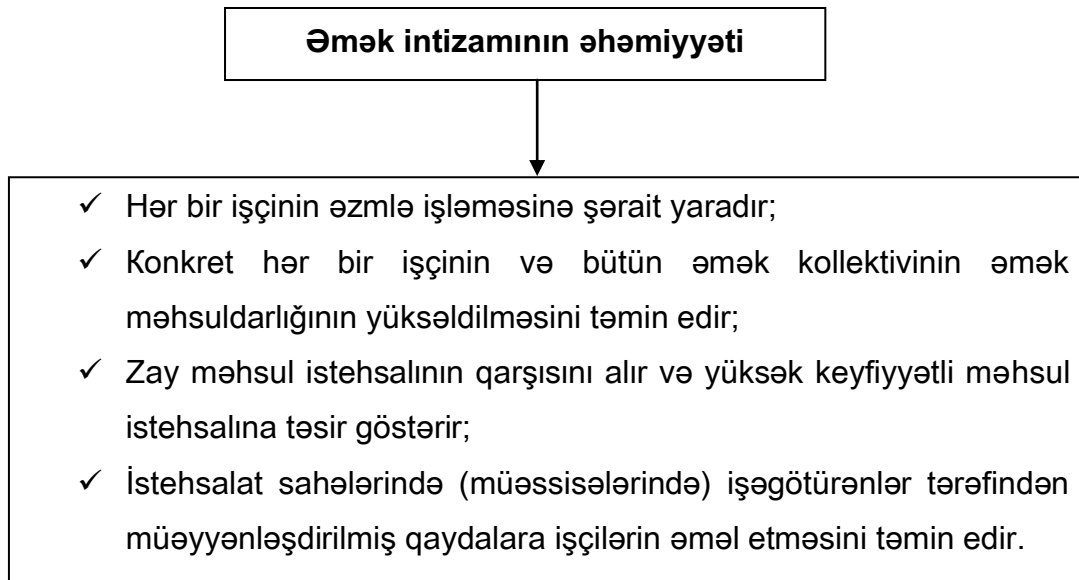 Əmək intizamının əhəmiyyəti
✓ Hər bir işçinin əzmlə işləməsinə şərait yaradır;
✓ Konkret hər bir işçinin və bütün əmək kollektivinin əmək
məhsuldarlığının yüksəldilməsini təmin edir;
✓ Zay məhsul istehsalının qarşısını alır və yüksək keyfiyyətli məhsul
istehsalına təsir göstərir;
✓ İstehsalat sahələrində (müəssisələrində) işəgötürənlər tərəfindən
müəyyənləşdirilmiş qaydalara işçilərin əməl etməsini təmin edir.